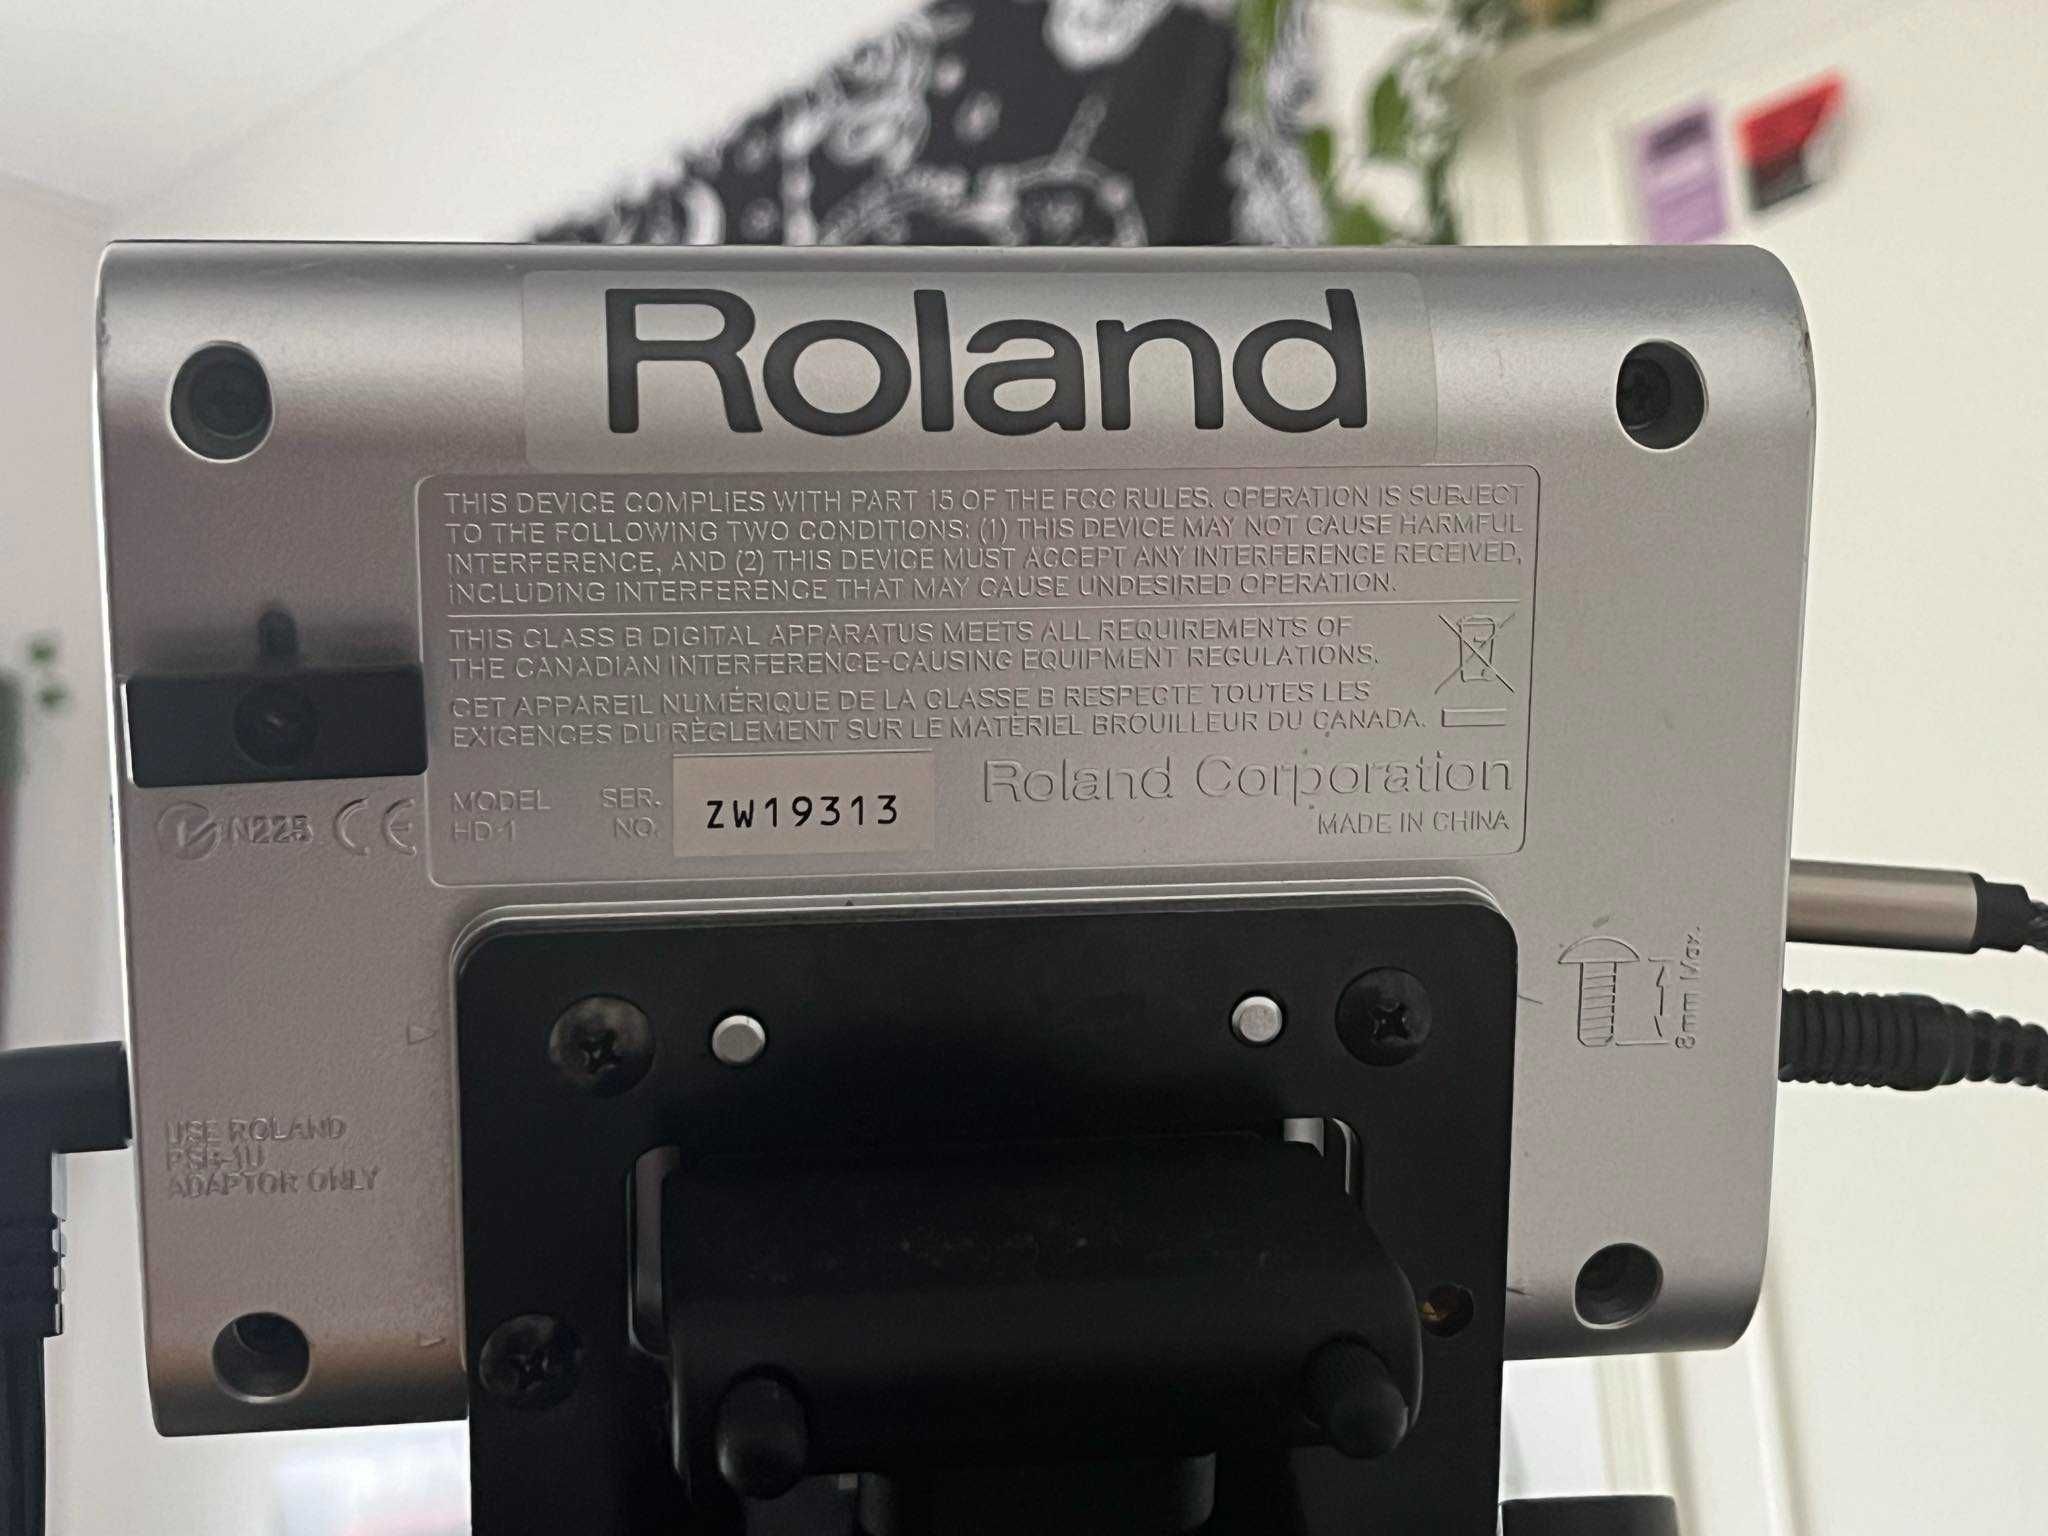 Roland
THIS DEVICE COMPLIES WITH PART 15 OF THE FCC RULES. OPERATION IS SUBJECT
TO THE FOLLOWING TWO CONDITIONS: (1) THIS DEVICE MAY NOT CAUSE HARMFUL
INTERFERENCE, AND (2) THIS DEVICE MUST ACCEPT ANY INTERFERENCE RECEIVED,
INCLUDING INTERFERENCE THAT MAY CAUSE UNDESIRED OPERATION.
THIS CLASS B DIGITAL APPARATUS MEETS ALL REQUIREMENTS OF
THE CANADIAN INTERFERENCE-CAUSING EQUIPMENT REGULATIONS.
CET APPAREIL NUMÉRIQUE DE LA CLASSE B RESPECTE TOUTES LES
EXIGENCES DU RÈGLEMENT SUR LE MATÉRIEL BROUILLEUR DU CANADA.
N225 CE
MODEL
HD-1
SER.
NO.
ZW19313
Roland Corporation
MADE IN CHINA
8mm Max.
USE ROLAND
PSB-1U
ADAPTOR ONLY